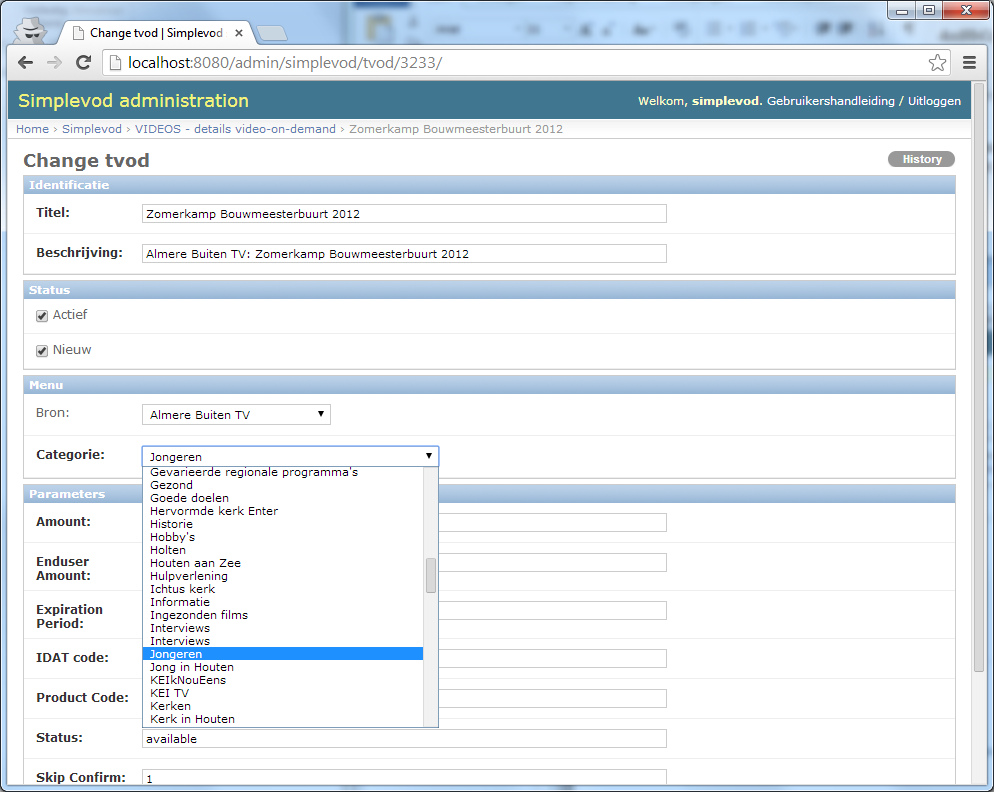 Change tvod | Simplevod
localhost:8080/admin/simplevod/tvod/3233/
Simplevod administration
Welkom, simplevod. Gebruikershandleiding / Uitloggen
Home › Simplevod › VIDEOS - details video-on-demand › Zomerkamp Bouwmeesterbuurt 2012
Change tvod
History
Identificatie
Titel: Zomerkamp Bouwmeesterbuurt 2012
Beschrijving: Almere Buiten TV: Zomerkamp Bouwmeesterbuurt 2012
Status
Actief
Nieuw
Menu
Bron: Almere Buiten TV
Categorie: Jongeren
Gevarieerde regionale programma's
Gezond
Goede doelen
Hervormde kerk Enter
Historie
Hobby's
Holten
Houten aan Zee
Hulpverlening
Ichtus kerk
Informatie
Ingezonden films
Interviews
Interviews
Jongeren
Jong in Houten
KEIkNouEens
KEI TV
Kerken
Kerk in Houten
Parameters
Amount:
Enduser
Amount:
Expiration
Period:
IDAT code:
Product Code:
Status: available
Skip Confirm: 1